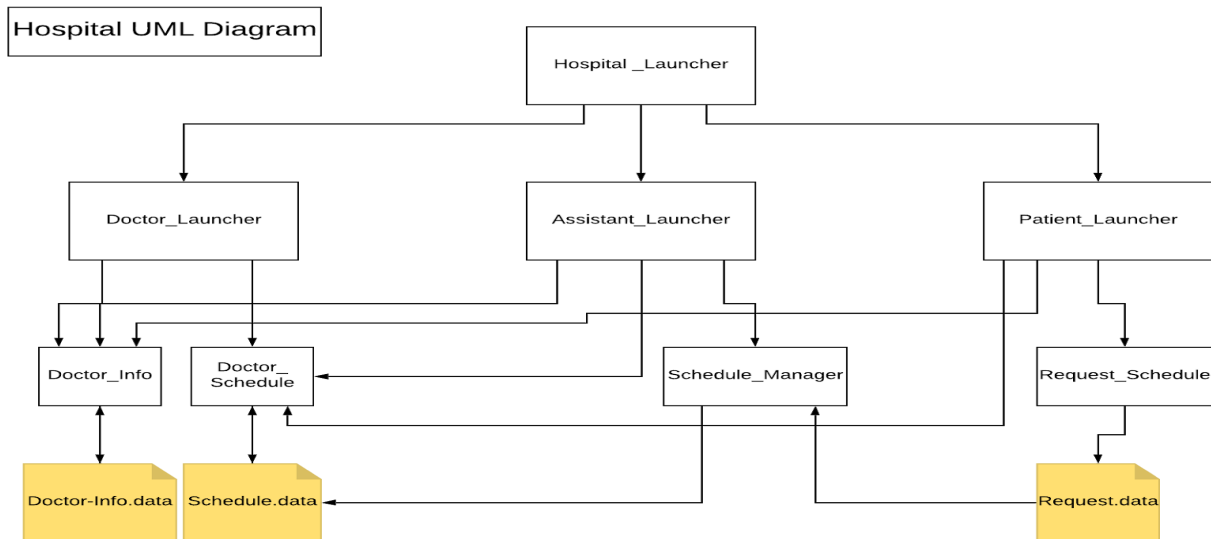 Hospital UML Diagram
Hospital _Launcher
Doctor_Launcher
Assistant_Launcher
Patient_Launcher
Doctor_Info
Doctor_
Schedule
Schedule_Manager
Request_Schedule
Doctor-Info.data
Schedule.data
Request.data